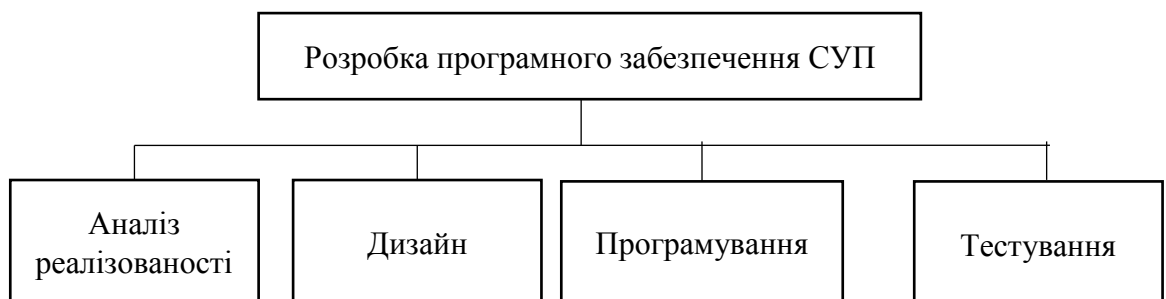 Розробка програмного забезпечення СУП
Аналіз
реалізованості
Дизайн
Програмування
Тестування